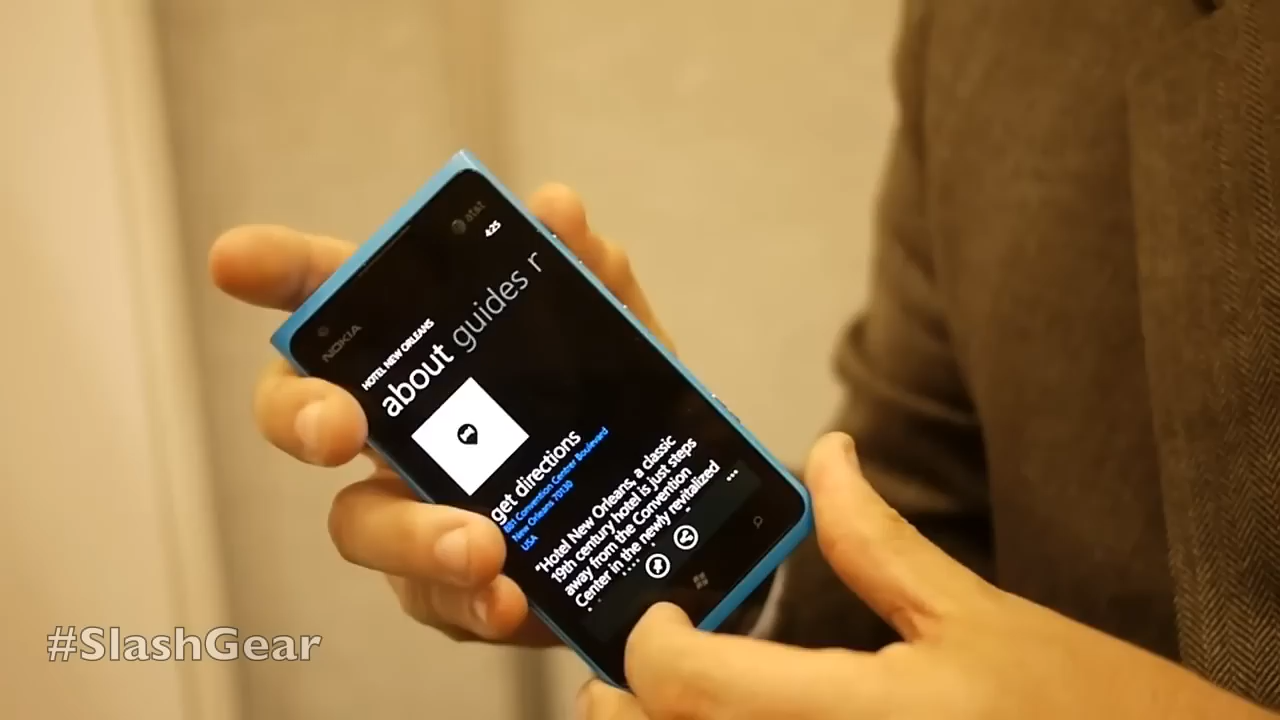 at&t
4:25
NOKIA
HOTEL NEW ORLEANS
about guides r
get directions
881 Convention Centrer Boulevard
New Orleans 70130
USA
"Hotel New Orleans, a classic
19th century hotel is just steps
away from the Convention
Center in the newly revitalized
#SlashGear